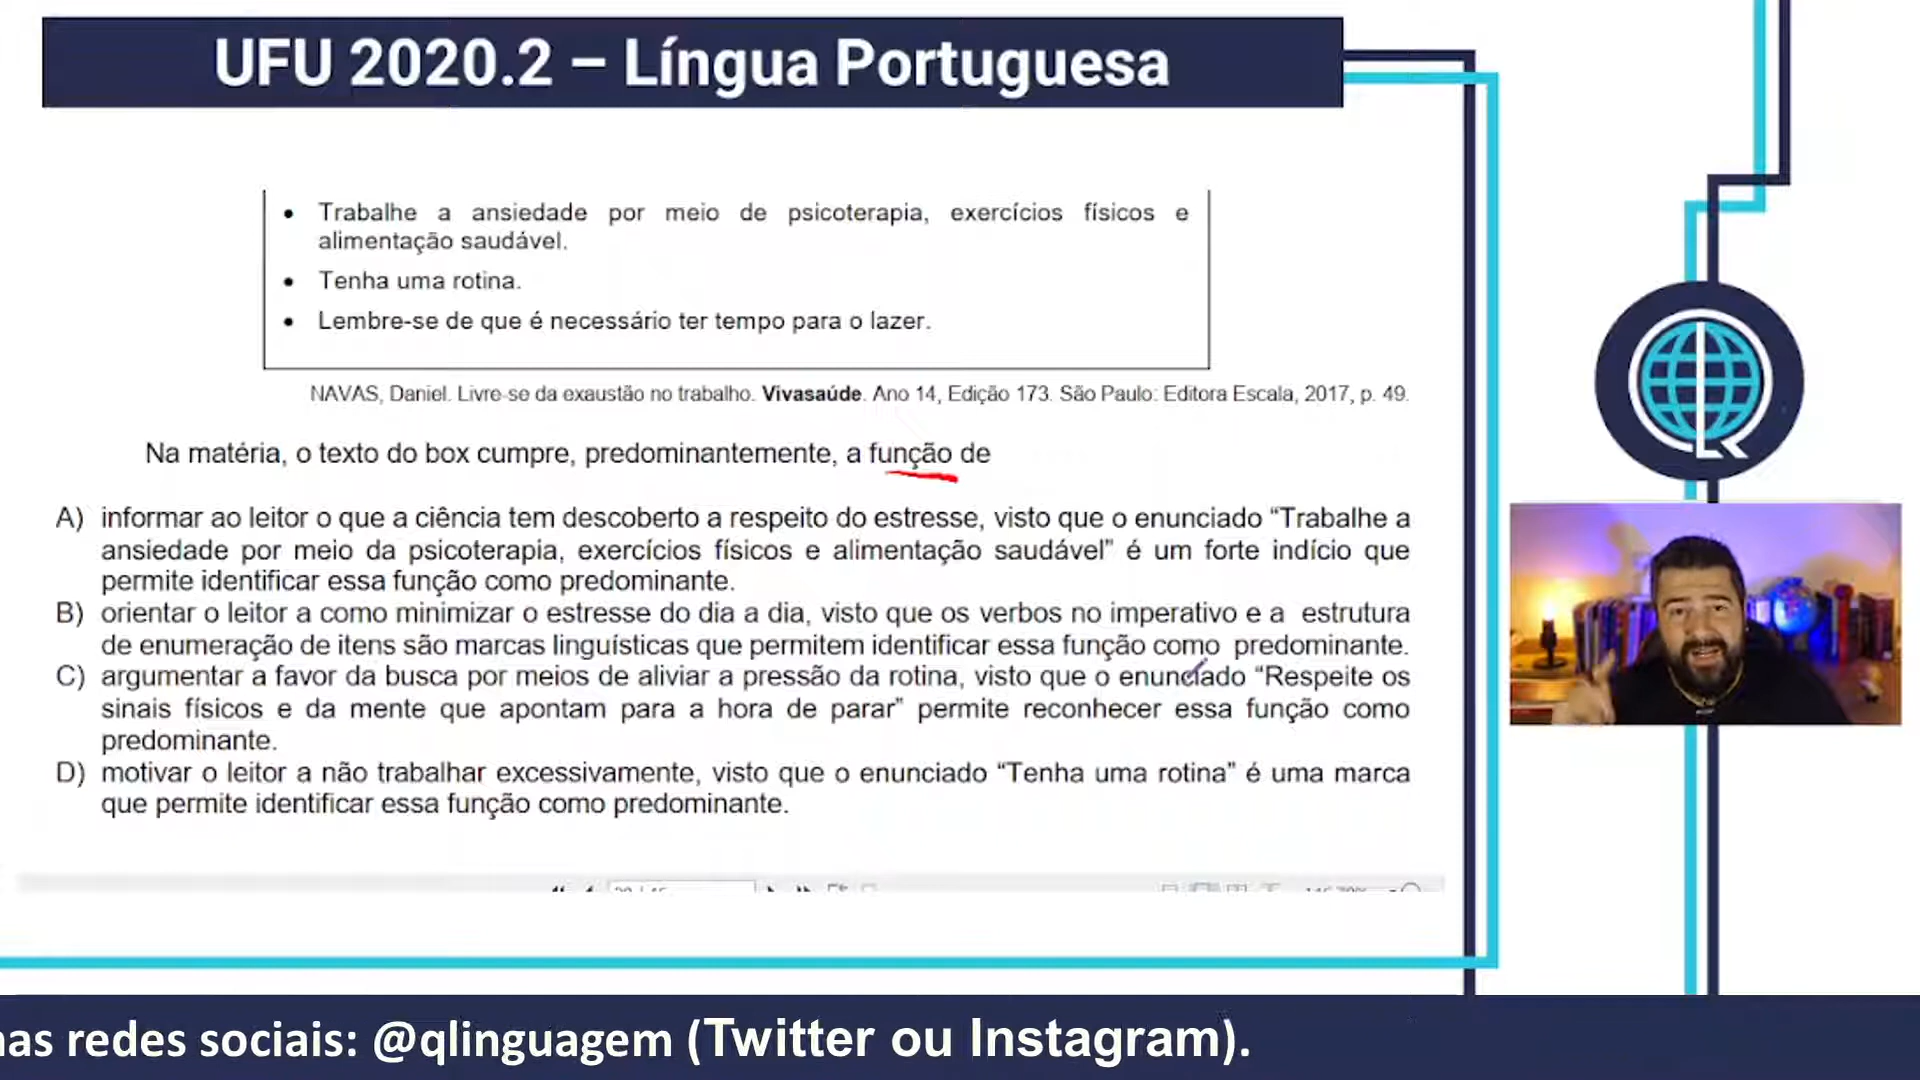 UFU 2020.2 – Língua Portuguesa
• Trabalhe a ansiedade por meio de psicoterapia, exercícios físicos e
alimentação saudável.
• Tenha uma rotina.
• Lembre-se de que é necessário ter tempo para o lazer.
NAVAS, Daniel. Livre-se da exaustão no trabalho. Vivasaúde. Ano 14, Edição 173. São Paulo: Editora Escala, 2017, p. 49.
Na matéria, o texto do box cumpre, predominantemente, a função de
A) informar ao leitor o que a ciência tem descoberto a respeito do estresse, visto que o enunciado “Trabalhe a
ansiedade por meio da psicoterapia, exercícios físicos e alimentação saudável” é um forte indício que
permite identificar essa função como predominante.
B) orientar o leitor a como minimizar o estresse do dia a dia, visto que os verbos no imperativo e a estrutura
de enumeração de itens são marcas linguísticas que permitem identificar essa função como predominante.
C) argumentar a favor da busca por meios de aliviar a pressão da rotina, visto que o enunciado “Respeite os
sinais físicos e da mente que apontam para a hora de parar” permite reconhecer essa função como
predominante.
D) motivar o leitor a não trabalhar excessivamente, visto que o enunciado “Tenha uma rotina” é uma marca
que permite identificar essa função como predominante.
nas redes sociais: @qlinguagem (Twitter ou Instagram).